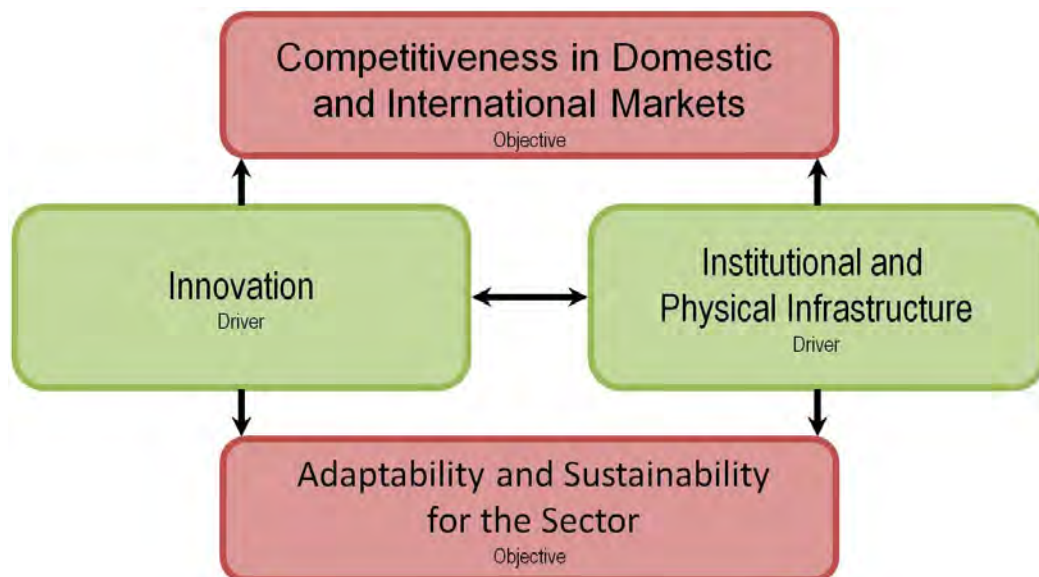 Competitiveness in Domestic
and International Markets
Objective
Innovation
Driver
Institutional and
Physical Infrastructure
Driver
Adaptability and Sustainability
for the Sector
Objective